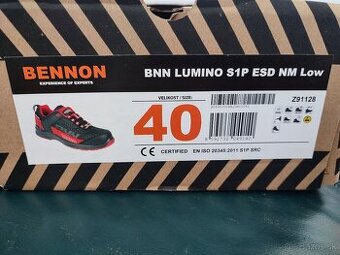 BENNON
EXPERIENCE OF EXPERTS
BNN LUMINO S1P ESD NM Low
VELIKOST / SIZE:
Z91128
40
CE CERTIFIED EN ISO 20345:2011 S1P SRC